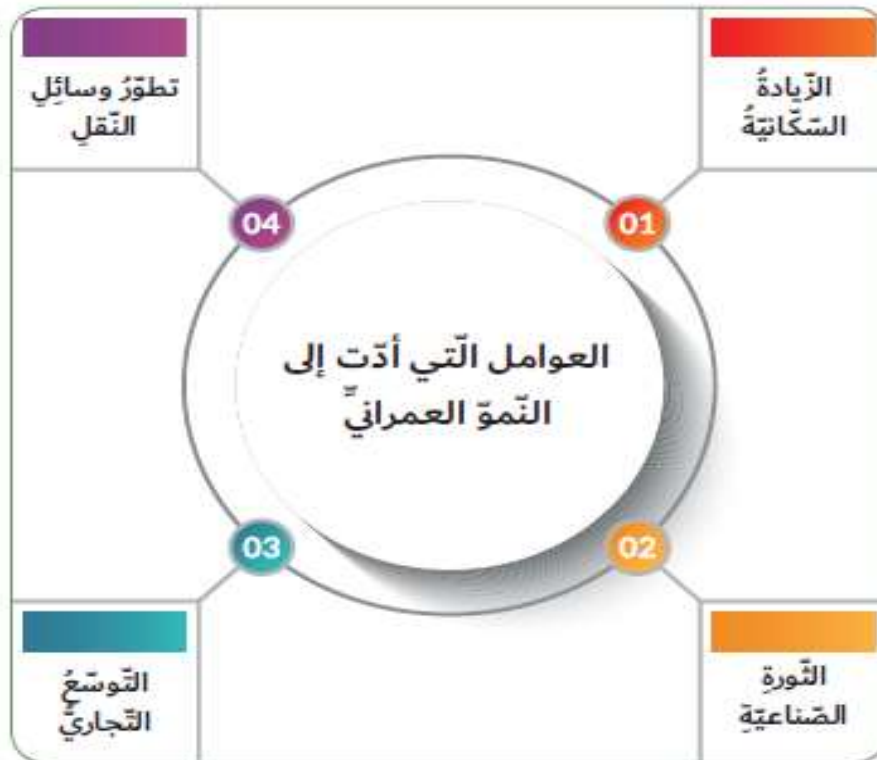 العوامل الّتي أدّت إلى
النّموّ العمرانيِّ
01
الزّيادةُ
السّكّانيّةُ
02
الثّورةِ
الصّناعيّةِ
03
التّوسّعُ
التّجاريُّ
04
تطوّرُ وسائِلِ
النّقلِ